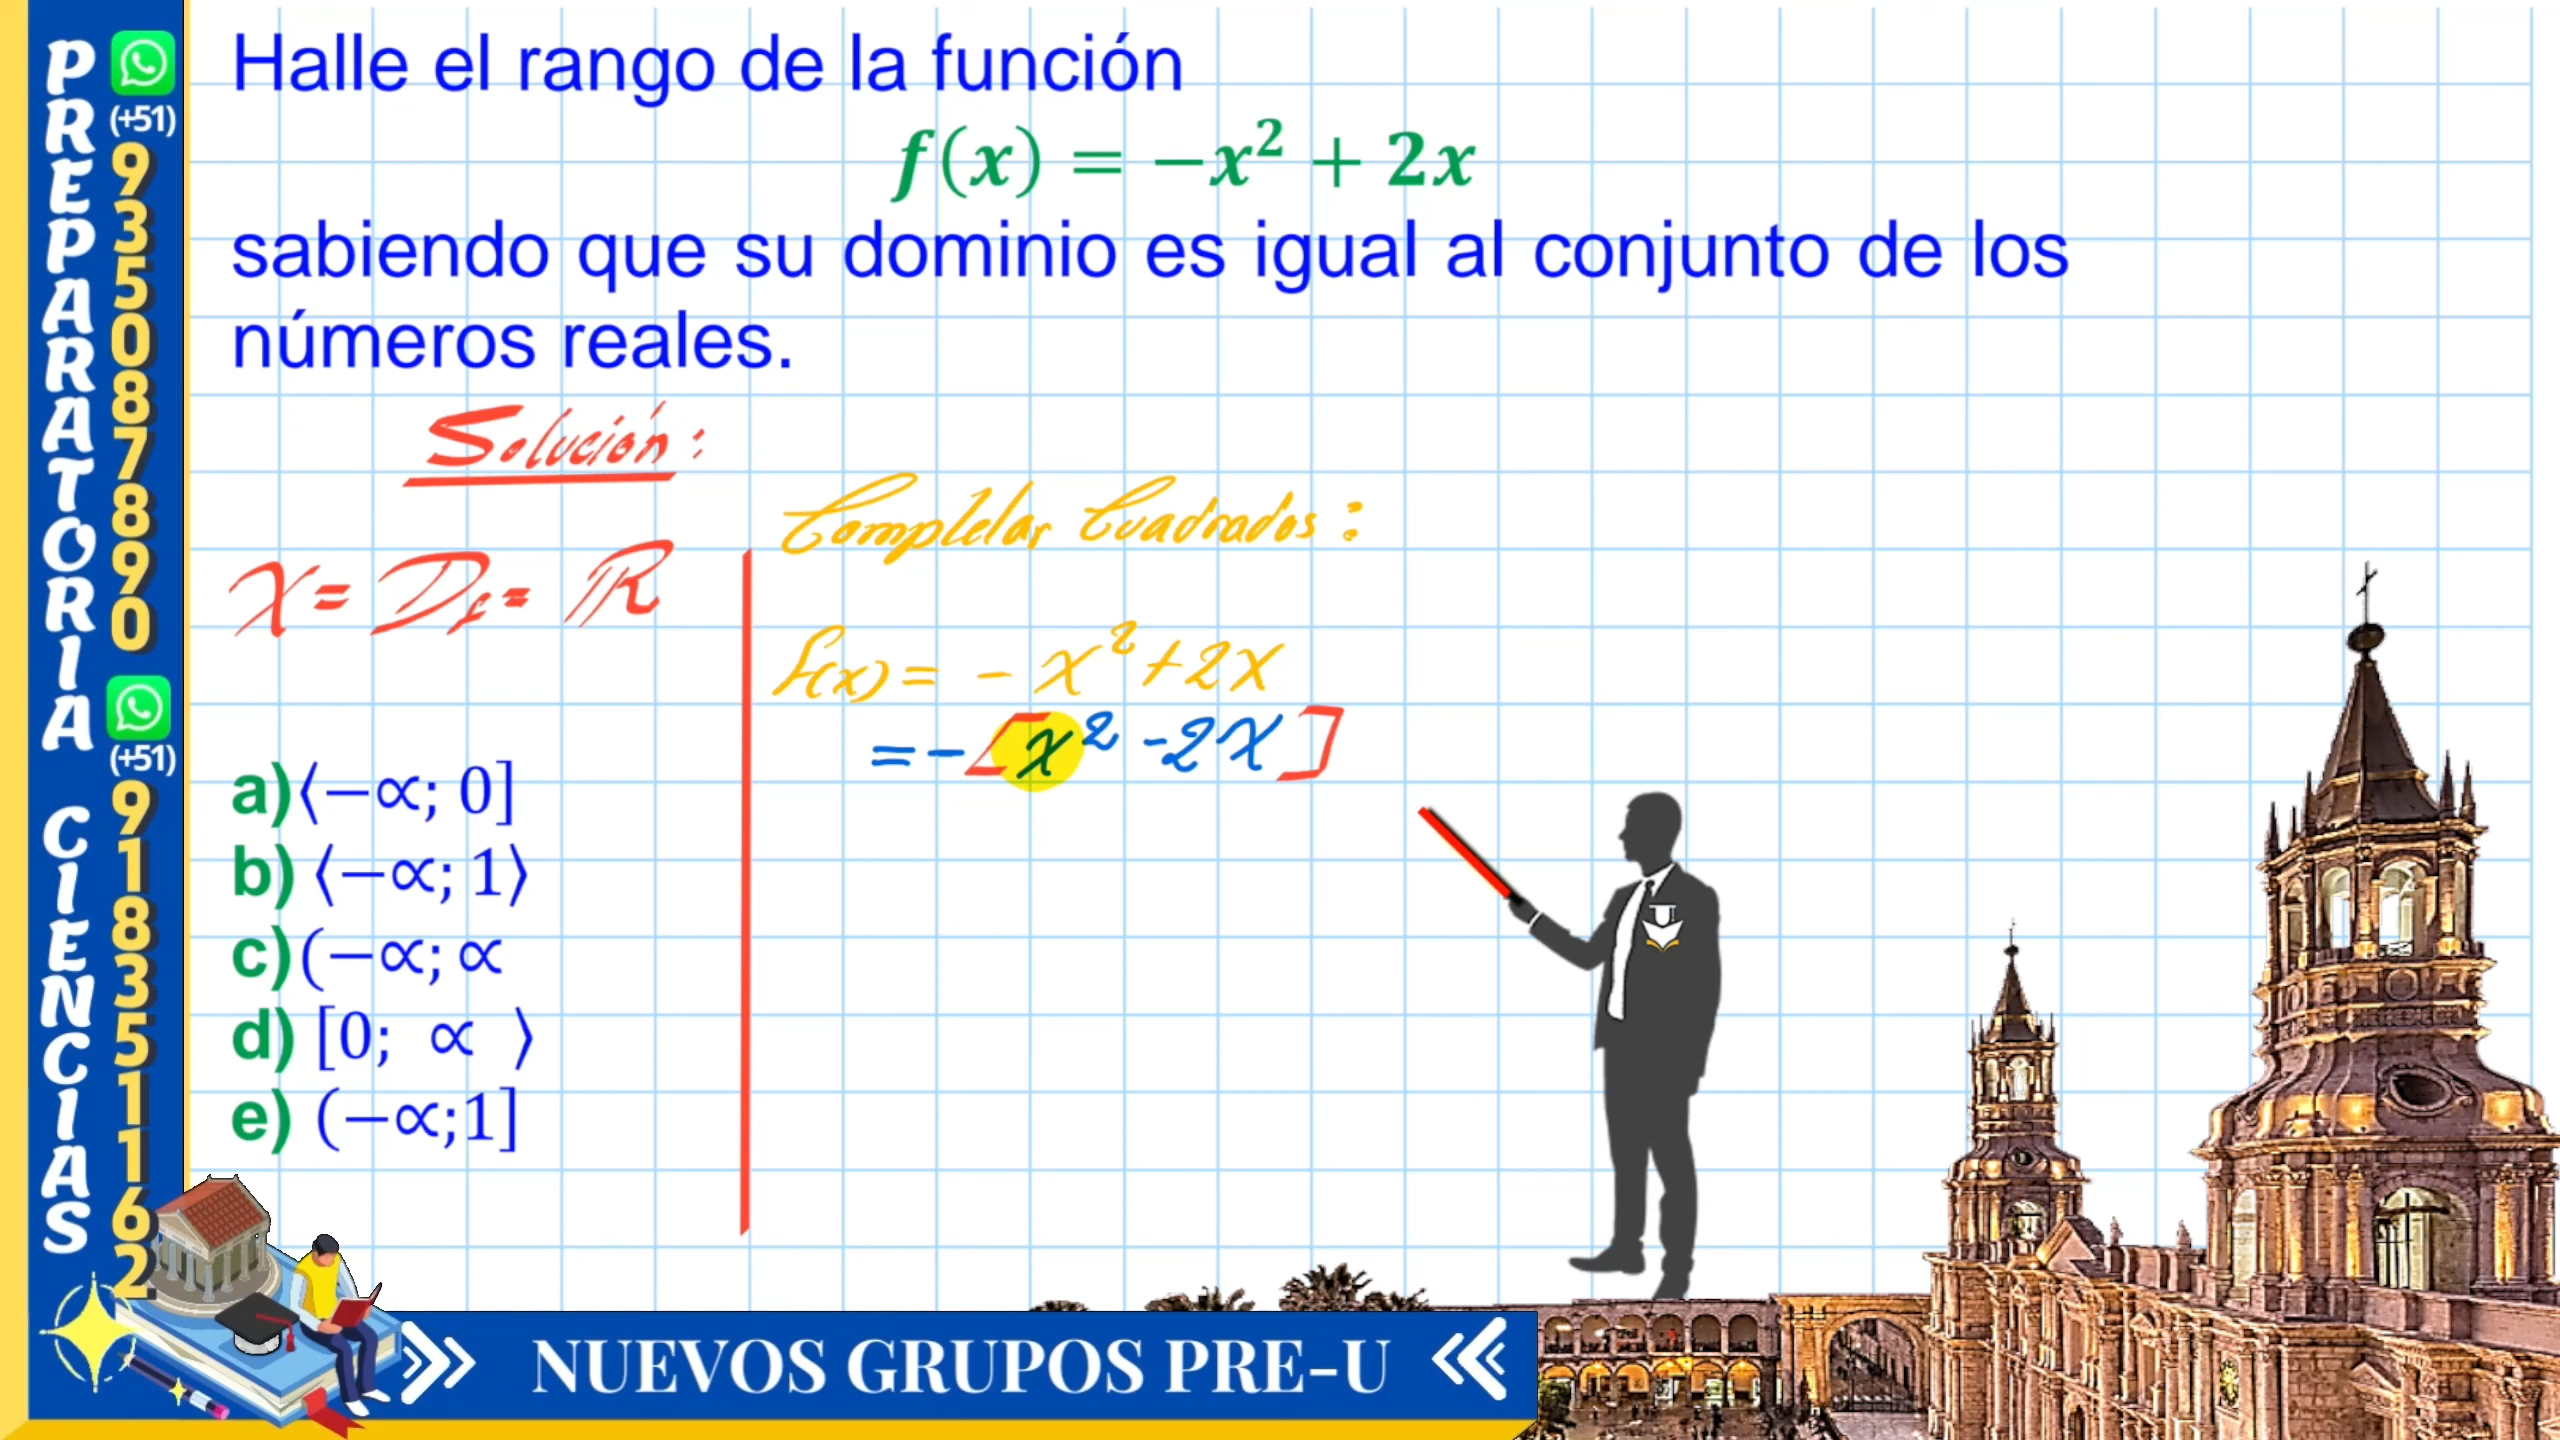 PREPARATORIA CIENCIAS
(+51)
935087890
(+51)
918351162
Halle el rango de la función
f(x) = −x² + 2x
sabiendo que su dominio es igual al conjunto de los
números reales.
Solución:
x = Df = ℝ
a)⟨−∝; 0]
b) ⟨−∝; 1⟩
c)(−∝; ∝
d) [0; ∝ ⟩
e) (−∝;1]
Completar Cuadrados:
f(x) = - x² + 2x
= -[x² - 2x]
U
NUEVOS GRUPOS PRE-U